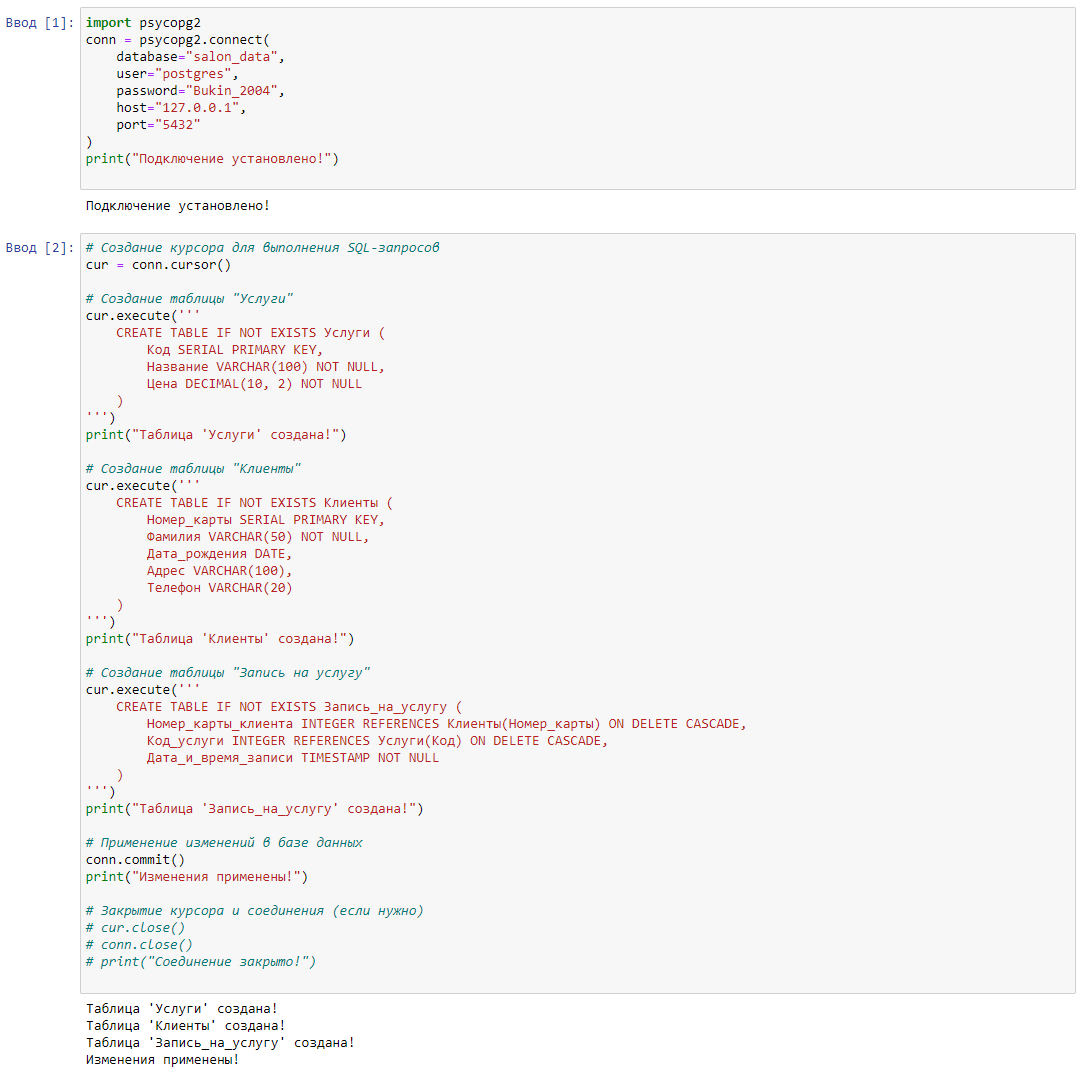 Ввод [1]:
import psycopg2
conn = psycopg2.connect(
    database="salon_data",
    user="postgres",
    password="Bukin_2004",
    host="127.0.0.1",
    port="5432"
)
print("Подключение установлено!")
Подключение установлено!
Ввод [2]:
# Создание курсора для выполнения SQL-запросов
cur = conn.cursor()

# Создание таблицы "Услуги"
cur.execute('''
    CREATE TABLE IF NOT EXISTS Услуги (
        Код SERIAL PRIMARY KEY,
        Название VARCHAR(100) NOT NULL,
        Цена DECIMAL(10, 2) NOT NULL
    )
''')
print("Таблица 'Услуги' создана!")

# Создание таблицы "Клиенты"
cur.execute('''
    CREATE TABLE IF NOT EXISTS Клиенты (
        Номер_карты SERIAL PRIMARY KEY,
        Фамилия VARCHAR(50) NOT NULL,
        Дата_рождения DATE,
        Адрес VARCHAR(100),
        Телефон VARCHAR(20)
    )
''')
print("Таблица 'Клиенты' создана!")

# Создание таблицы "Запись на услугу"
cur.execute('''
    CREATE TABLE IF NOT EXISTS Запись_на_услугу (
        Номер_карты_клиента INTEGER REFERENCES Клиенты(Номер_карты) ON DELETE CASCADE,
        Код_услуги INTEGER REFERENCES Услуги(Код) ON DELETE CASCADE,
        Дата_и_время_записи TIMESTAMP NOT NULL
    )
''')
print("Таблица 'Запись_на_услугу' создана!")

# Применение изменений в базе данных
conn.commit()
print("Изменения применены!")

# Закрытие курсора и соединения (если нужно)
# cur.close()
# conn.close()
# print("Соединение закрыто!")
Таблица 'Услуги' создана!
Таблица 'Клиенты' создана!
Таблица 'Запись_на_услугу' создана!
Изменения применены!